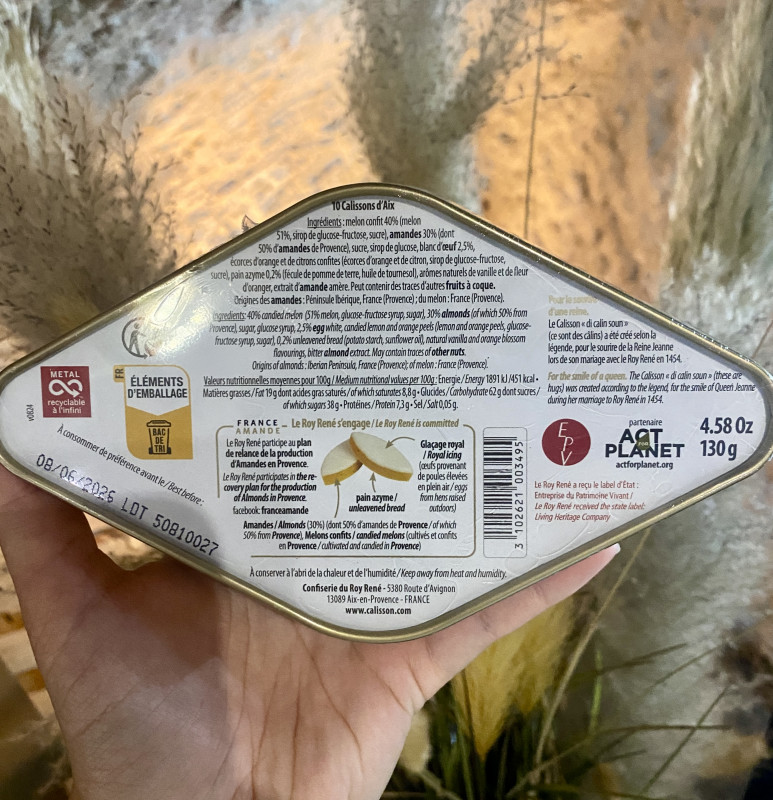 10 Calissons d'Aix
Ingrédients : melon confit 40% (melon
51%, sirop de glucose-fructose, sucre), amandes 30% (dont
50% d'amandes de Provence), sucre, sirop de glucose, blanc d'œuf 2,5%,
écorces d'orange et de citrons confites (écorces d'orange et de citron, sirop de glucose-fructose,
sucre), pain azyme 0,2% (fécule de pomme de terre, huile de tournesol), arômes naturels de vanille et de fleur
d'oranger, extrait d'amande amère. Peut contenir des traces d'autres fruits à coque.
Origines des amandes : Péninsule Ibérique, France (Provence) ; du melon : France (Provence).
Ingredients: 40% candied melon (51% melon, glucose-fructose syrup, sugar), 30% almonds (of which 50% from
Provence), sugar, glucose syrup, 2,5% egg white, candied lemon and orange peels (lemon and orange peels, glucose-
fructose syrup, sugar), 0,2% unleavened bread (potato starch, sunflower oil), natural vanilla and orange blossom
flavourings, bitter almond extract. May contain traces of other nuts.
Origins of almonds : Iberian Peninsula, France (Provence); of melon : France (Provence).
Valeurs nutritionnelles moyennes pour 100g / Medium nutritional values per 100g : Énergie/Energy 1891 kJ /451 kcal •
Matières grasses / Fat 19 g dont acides gras saturés / of which saturates 8,8 g • Glucides / Carbohydrate 62 g dont sucres /
of which sugars 38 g • Protéines / Protein 7,3 g • Sel / Salt 0,05 g.
Pour le sourire
d'une reine.
Le Calisson « di calin soun »
(ce sont des câlins) a été créé selon la
légende, pour le sourire de la Reine Jeanne
lors de son mariage avec le Roy René en 1454.
For the smile of a queen. The Calisson « di calin soun » (these are
hugs) was created according to the legend, for the smile of Queen Jeanne
during her marriage to Roy René in 1454.
METAL
recyclable
à l'infini
v0824
FR
ÉLÉMENTS
D'EMBALLAGE
BAC
DE
TRI
À consommer de préférence avant le / Best before :
08/06/2026 LOT 50810027
FRANCE
AMANDE
Le Roy René s'engage / Le Roy René is committed
Le Roy René participe au plan
de relance de la production
d'Amandes en Provence.
Le Roy René participates in the re-
covery plan for the production
of Almonds in Provence.
facebook: franceamande
pain azyme /
unleavened bread
Glaçage royal
/ Royal icing
(œufs provenant
de poules élevées
en plein air / eggs
from hens raised
outdoors)
Amandes / Almonds (30%) (dont 50% d'amandes de Provence / of which
50% from Provence), Melons confits / candied melons (cultivés et confits
en Provence / cultivated and candied in Provence)
3 102621 003495
EPV
partenaire
ACT
FOR
PLANET
actforplanet.org
4.58 Oz
130 g
Le Roy René a reçu le label d'État :
Entreprise du Patrimoine Vivant /
Le Roy René received the state label:
Living Heritage Company
À conserver à l'abri de la chaleur et de l'humidité / Keep away from heat and humidity.
Confiserie du Roy René - 5380 Route d'Avignon
13089 Aix-en-Provence - FRANCE
www.calisson.com